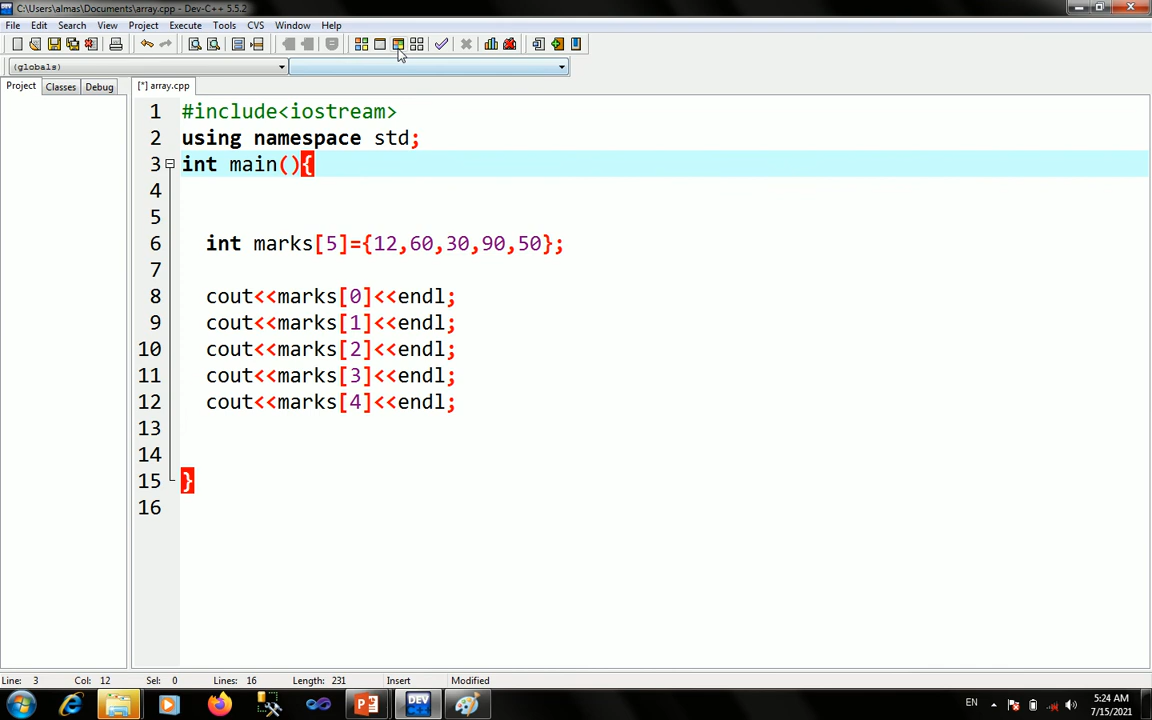 C:\Users\almas\Documents\array.cpp - Dev-C++ 5.5.2
File Edit Search View Project Execute Tools CVS Window Help
(globals)
Project Classes Debug [*] array.cpp
1 #include<iostream>
2 using namespace std;
3 int main(){
4
5
6 int marks[5]={12,60,30,90,50};
7
8 cout<<marks[0]<<endl;
9 cout<<marks[1]<<endl;
10 cout<<marks[2]<<endl;
11 cout<<marks[3]<<endl;
12 cout<<marks[4]<<endl;
13
14
15 }
16
Line: 3 Col: 12 Sel: 0 Lines: 16 Length: 231 Insert Modified
DEV
EN
5:24 AM
7/15/2021